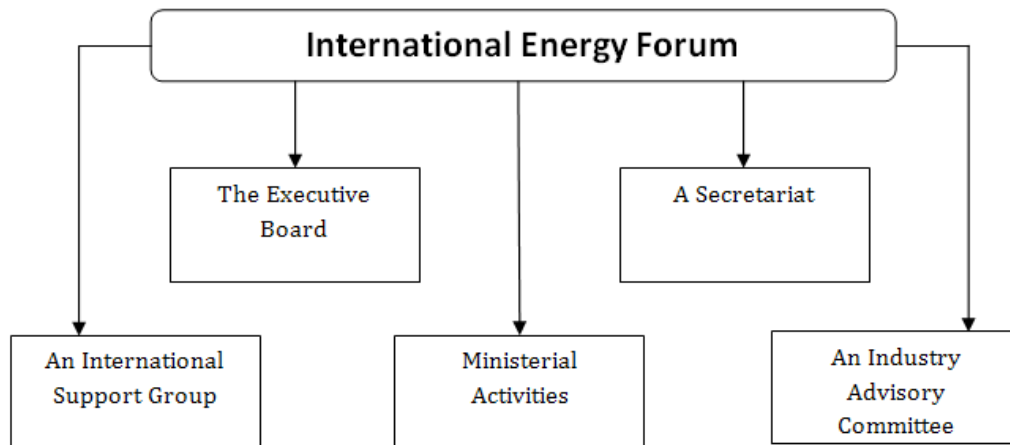 International Energy Forum
The Executive
Board
A Secretariat
An International
Support Group
Ministerial
Activities
An Industry
Advisory
Committee